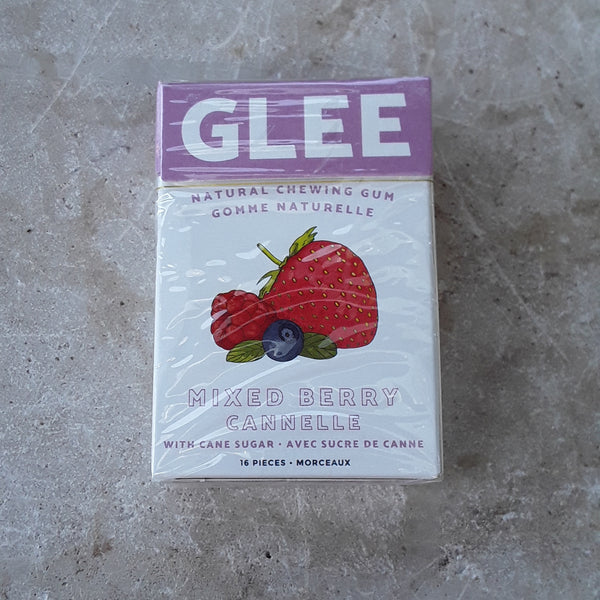 GLEE
NATURAL CHEWING GUM
GOMME NATURELLE
MIXED BERRY
CANNELLE
WITH CANE SUGAR • AVEC SUCRE DE CANNE
16 PIECES • MORCEAUX